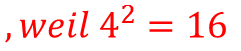 , weil 4² = 16